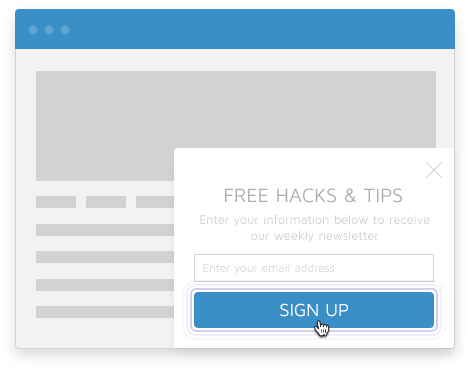 FREE HACKS & TIPS
Enter your information below to receive
our weekly newsletter
Enter your email address
SIGN UP